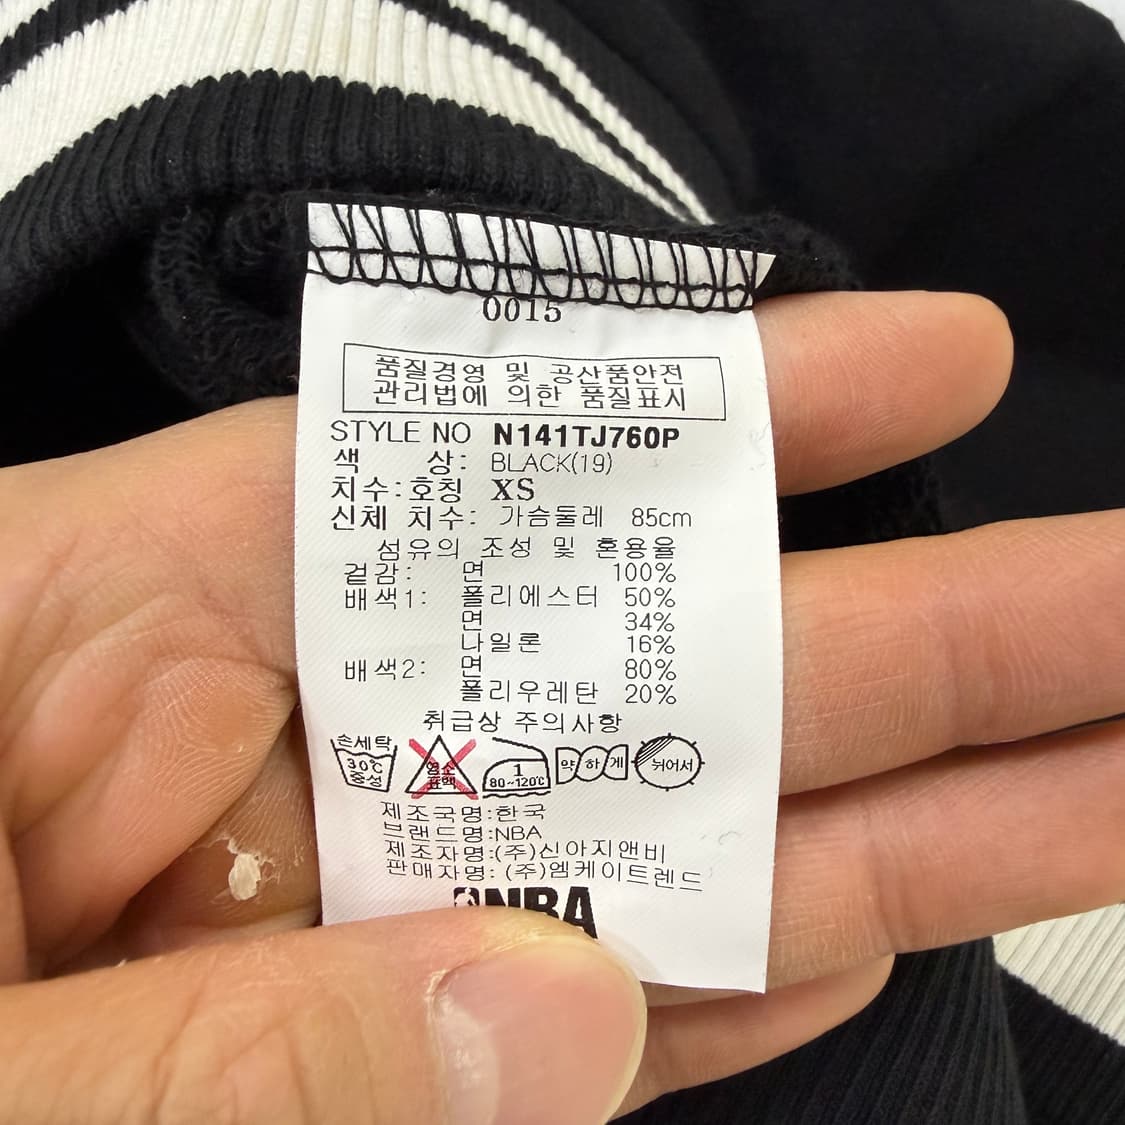 0015
품질경영 및 공산품안전
관리법에 의한 품질표시
STYLE NO N141TJ760P
색 상: BLACK(19)
치수:호칭 XS
신체 치수: 가슴둘레 85cm
섬유의 조성 및 혼용율
겉감: 면 100%
배색1: 폴리에스터 50%
면 34%
나일론 16%
배색2: 면 80%
폴리우레탄 20%
취급상 주의사항
손세탁
30℃
중성
염소
표백
1
80~120℃
약하게
뉘어서
제조국명:한국
브랜드명:NBA
제조자명:(주)신아지앤비
판매자명:(주)엠케이트렌드
NBA